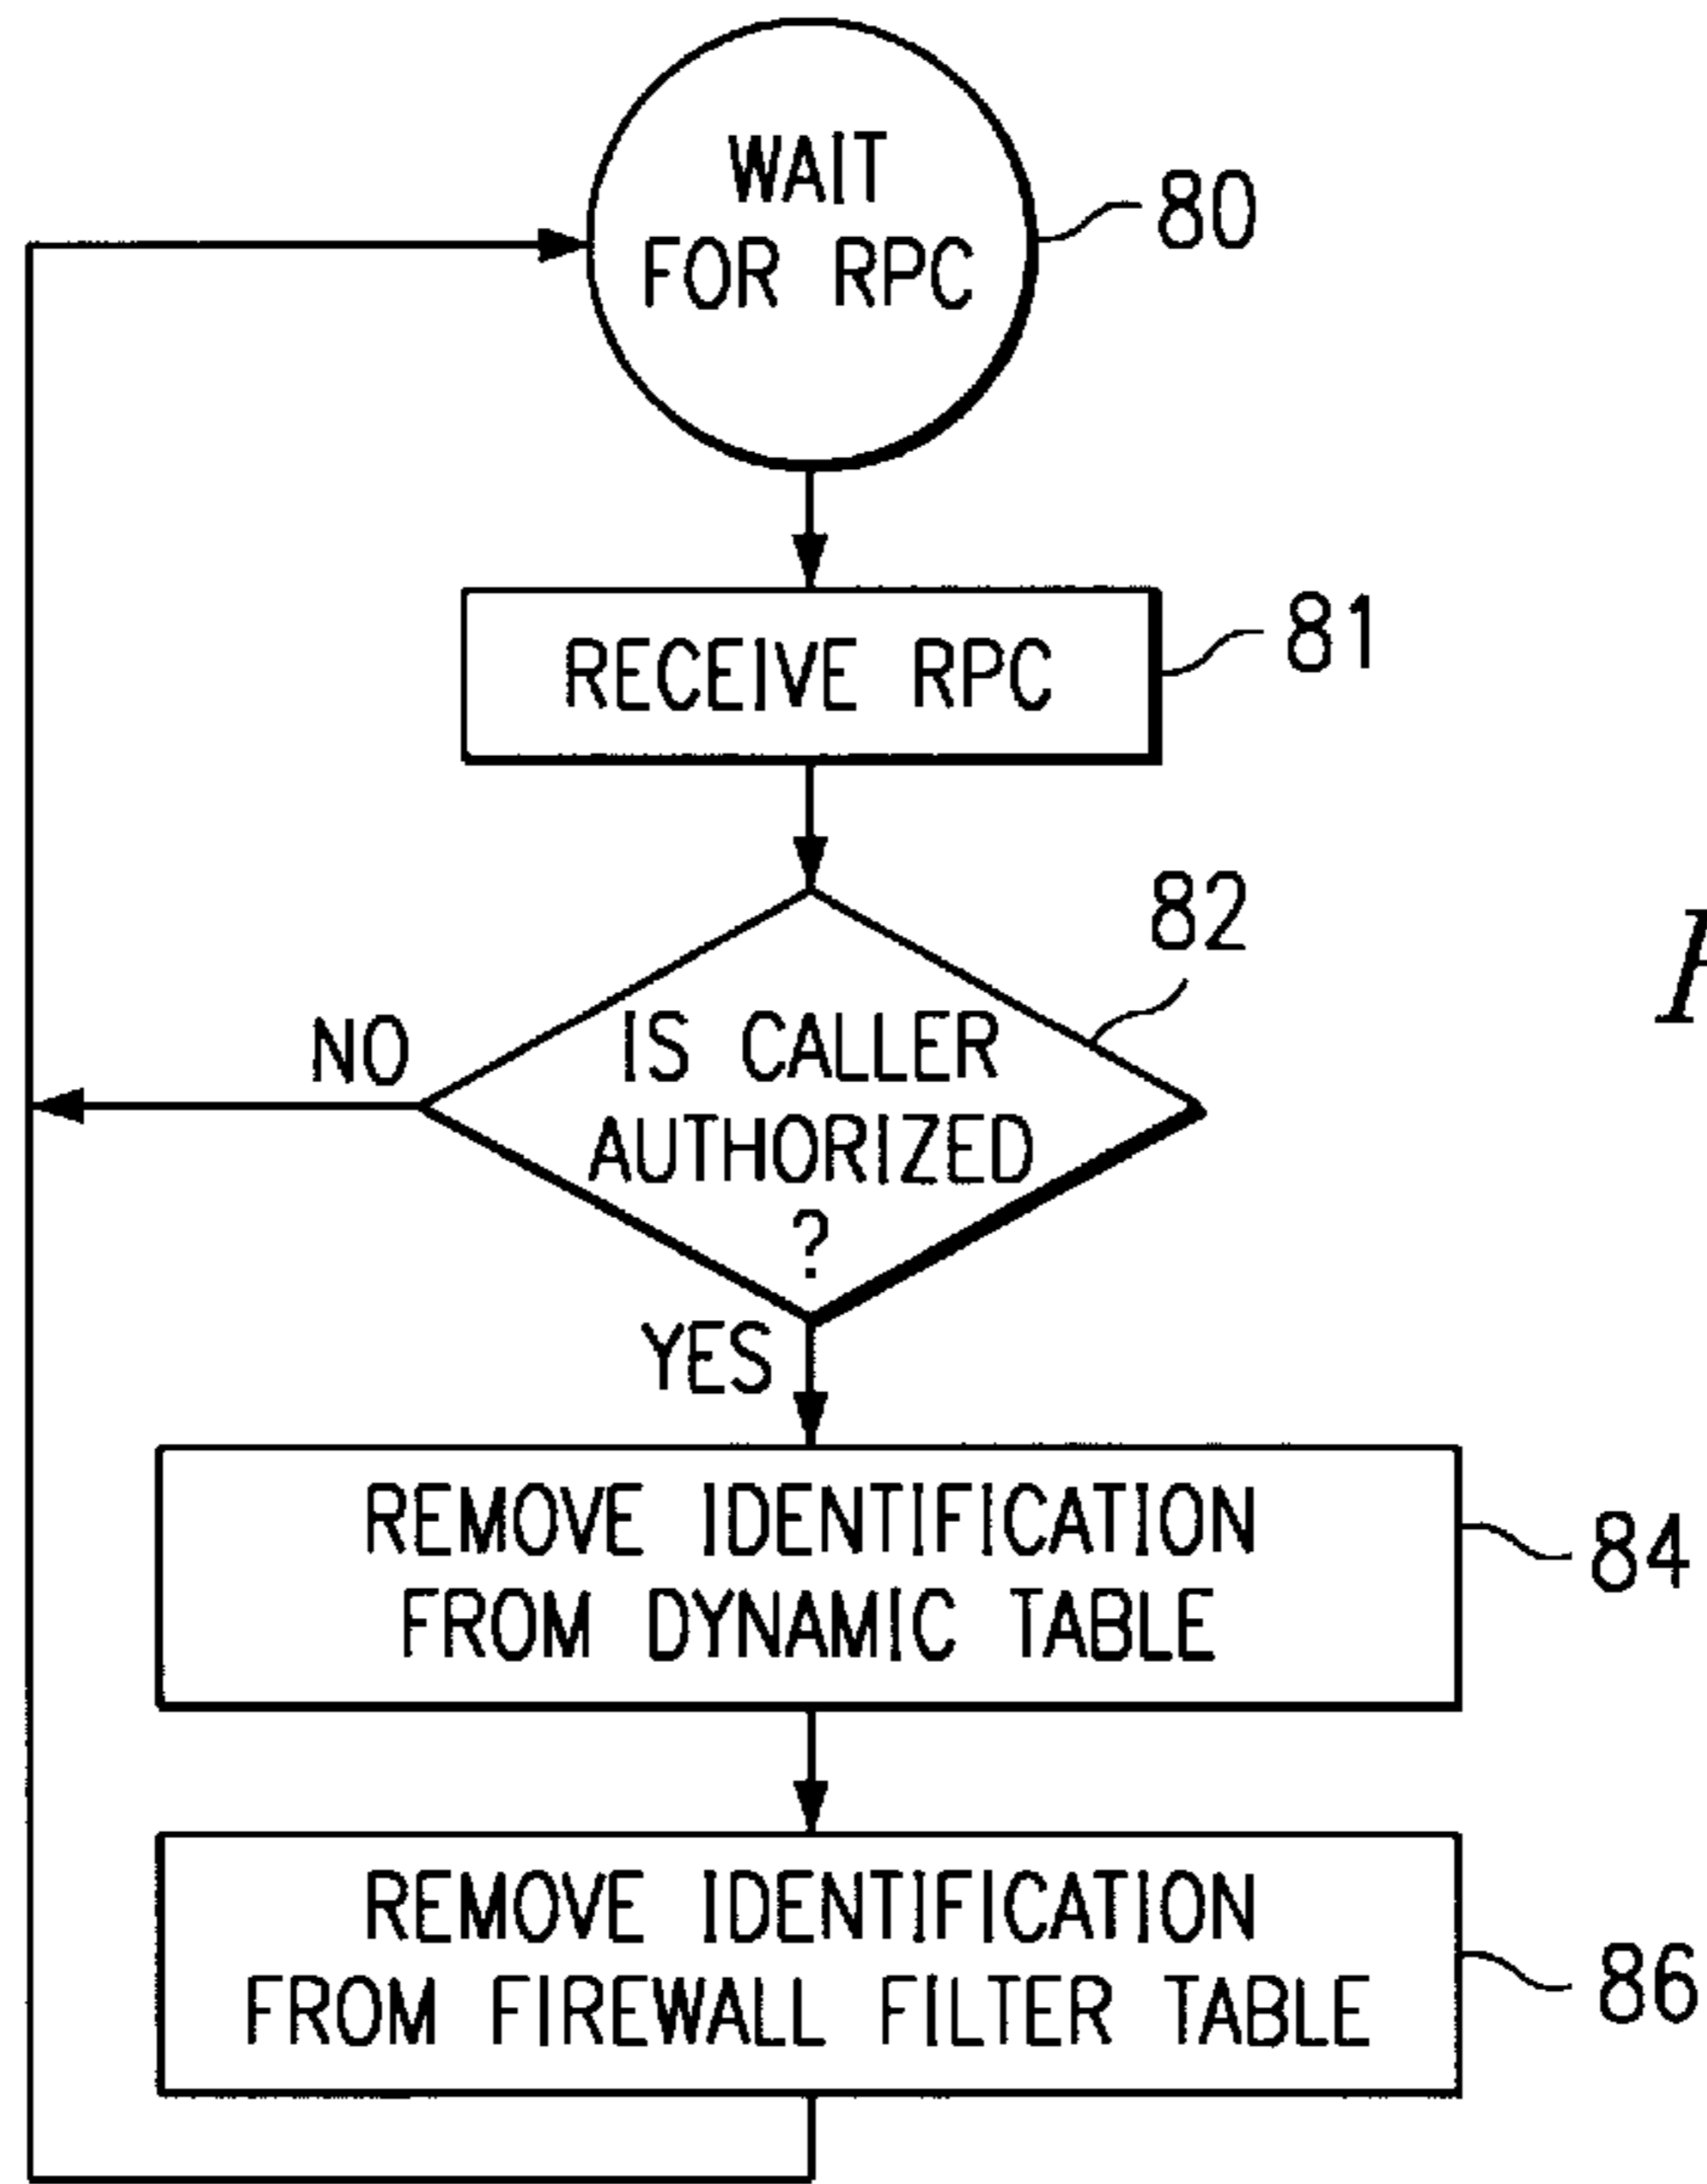 WAIT
FOR RPC
80
RECEIVE RPC
81
82
IS CALLER
AUTHORIZED
?
NO
YES
REMOVE IDENTIFICATION
FROM DYNAMIC TABLE
84
REMOVE IDENTIFICATION
FROM FIREWALL FILTER TABLE
86